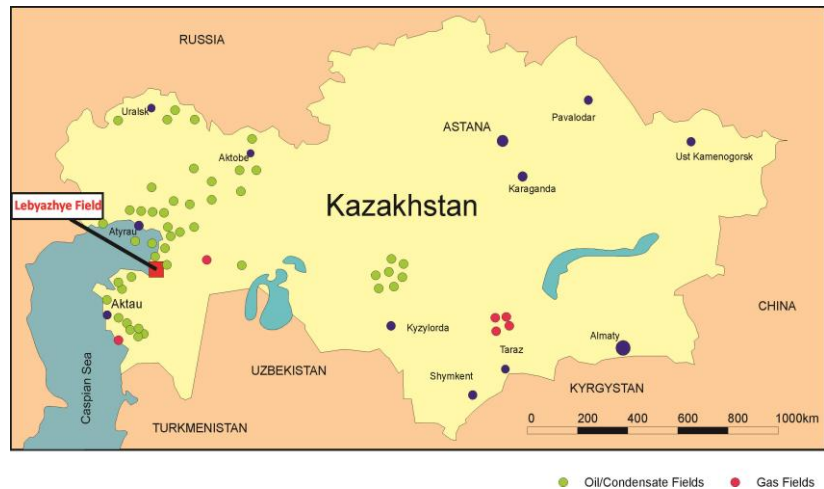 RUSSIA
Uralsk
Pavalodar
ASTANA
Ust Kamenogorsk
Aktobe
Karaganda
Lebyazhye Field
Kazakhstan
Atyrau
CHINA
Aktau
Kyzylorda
Almaty
Taraz
UZBEKISTAN
Shymkent
KYRGYSTAN
Caspian Sea
TURKMENISTAN
0 200 400 600 800 1000km
Oil/Condensate Fields Gas Fields